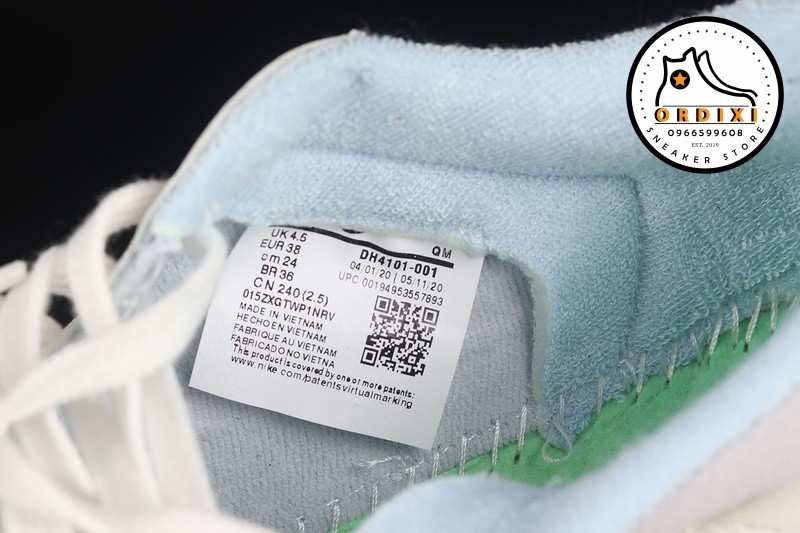 ORDIXI
0966599608
EST. 2019
SNEAKER STORE
UK 4.5
EUR 38
cm 24
BR 36
CN 240 (2.5)
015ZXGTWP1NRV
MADE IN VIETNAM
HECHO EN VIETNAM
FABRIQUE AU VIETNAM
FABRICADO NO VIETNA
This product is covered by one or more patents:
www.nike.com/patentsvirtualmarking
QM
DH4101-001
04/01/20 | 05/11/20
UPC 00194953557893